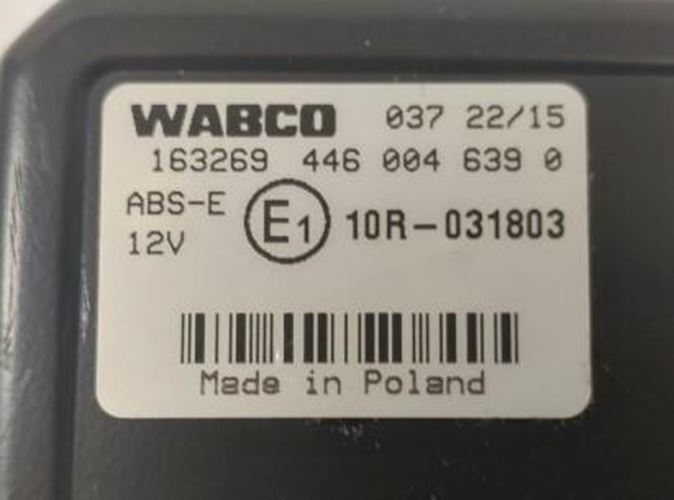 WABCO 037 22/15
163269 446 004 639 0
ABS-E E1 10R-031803
12V
Made in Poland